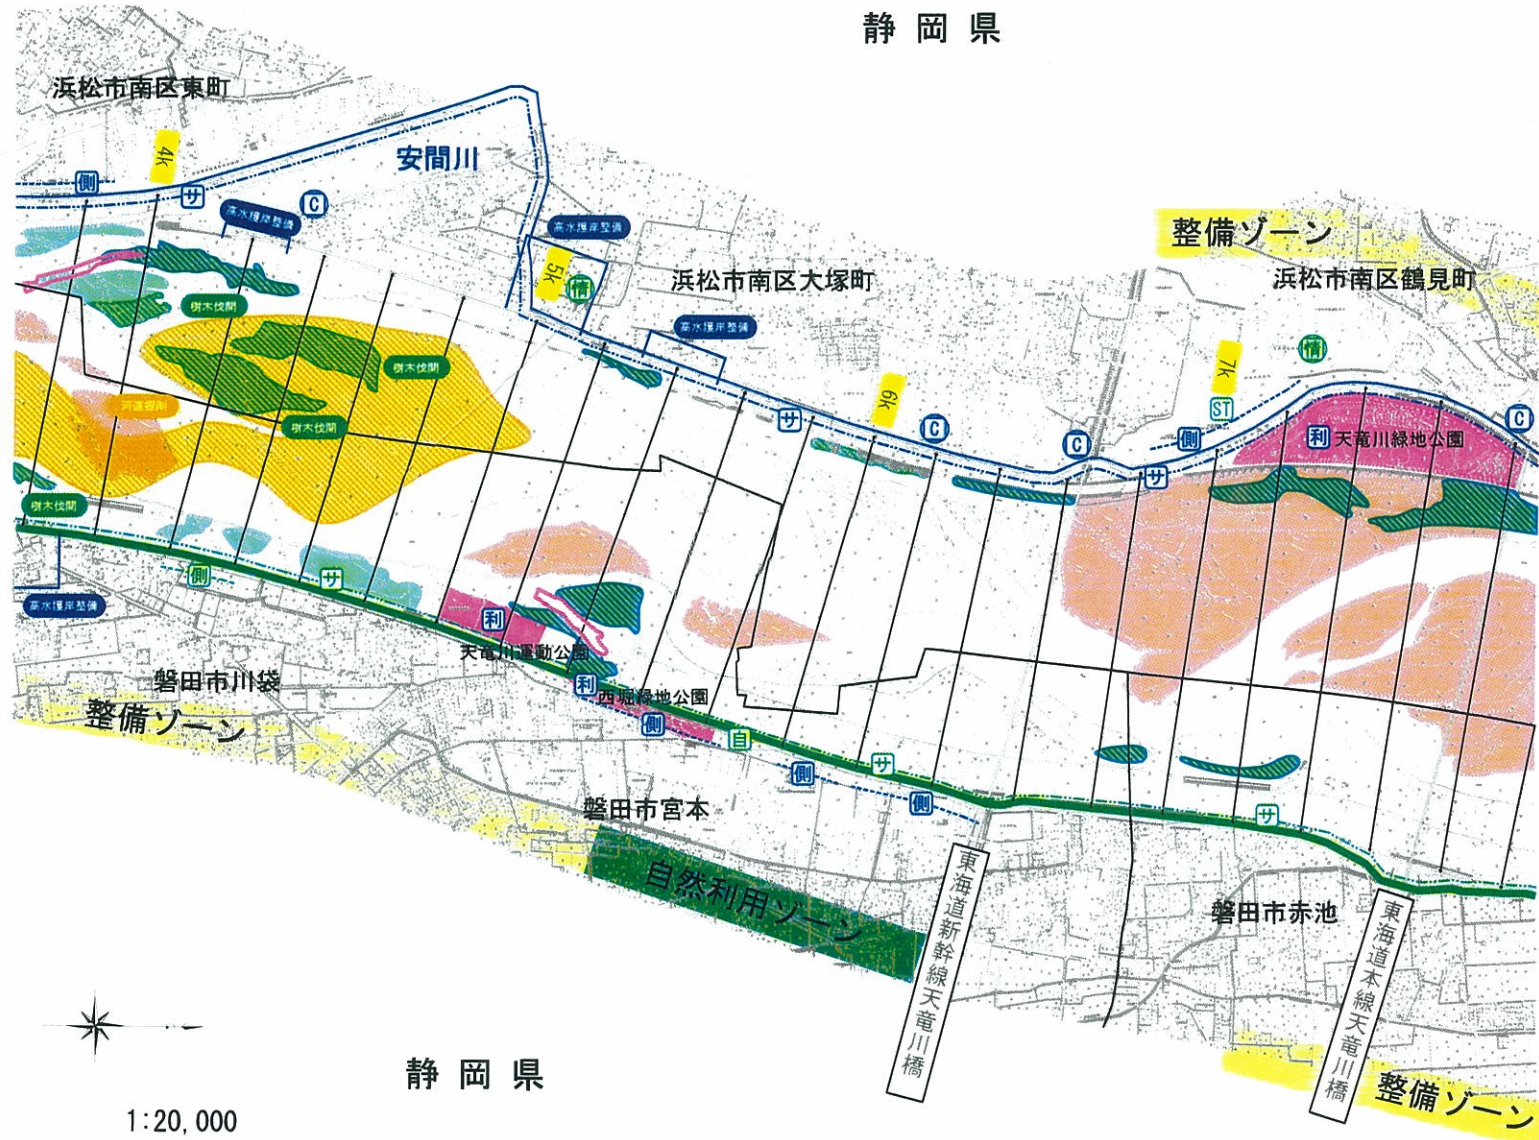 静岡県
浜松市南区東町
4k
側
サ
安間川
高水護岸整備
C
高水護岸整備
5k
情
浜松市南区大塚町
整備ゾーン
浜松市南区鶴見町
樹木伐開
高水護岸整備
樹木伐開
樹木伐開
サ
6k
C
C
7k
ST
情
側
サ
利
天竜川緑地公園
C
樹木伐開
高水護岸整備
側
サ
利
天竜川運動公園
利
西堀緑地公園
側
自
側
サ
側
サ
磐田市川袋
整備ゾーン
磐田市宮本
自然利用ゾーン
東海道新幹線天竜川橋
磐田市赤池
東海道本線天竜川橋
整備ゾーン
静岡県
1:20,000